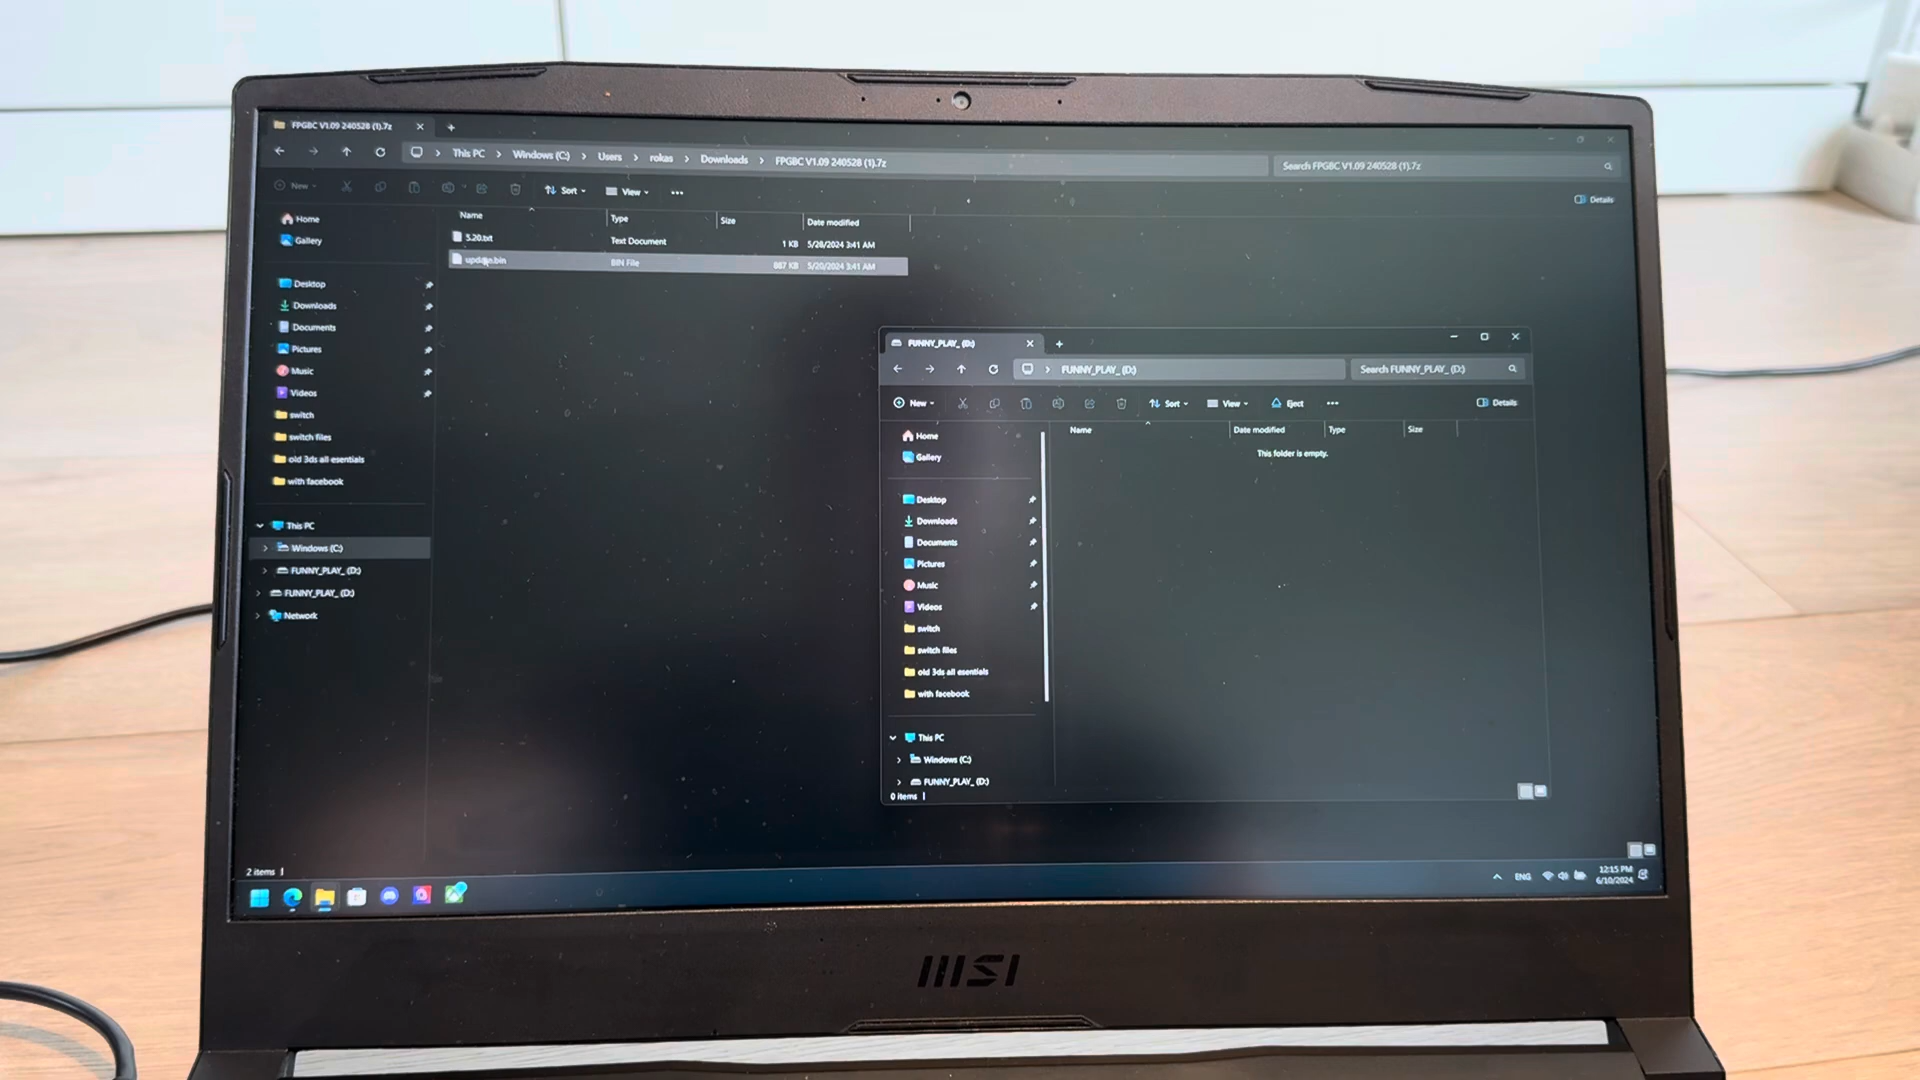 FPGBC V1.09 240528 (1).7z
This PC > Windows (C:) > Users > rokas > Downloads > FPGBC V1.09 240528 (1).7z
Search FPGBC V1.09 240528 (1).7z
New Sort View Details
Name Type Size Date modified
5.20.txt Text Document 1 KB 5/28/2024 3:41 AM
update.bin BIN File 887 KB 5/20/2024 3:41 AM
Home
Gallery
Desktop
Downloads
Documents
Pictures
Music
Videos
switch
switch files
old 3ds all esentials
with facebook
This PC
Windows (C:)
FUNNY_PLAY_ (D:)
FUNNY_PLAY_ (D:)
Network
2 items
FUNNY_PLAY_ (D:)
FUNNY_PLAY_ (D:)
Search FUNNY_PLAY_ (D:)
New Sort View Eject Details
Name Date modified Type Size
This folder is empty.
Home
Gallery
Desktop
Downloads
Documents
Pictures
Music
Videos
switch
switch files
old 3ds all esentials
with facebook
This PC
Windows (C:)
FUNNY_PLAY_ (D:)
0 items
ENG
12:15 PM
6/10/2024
msi